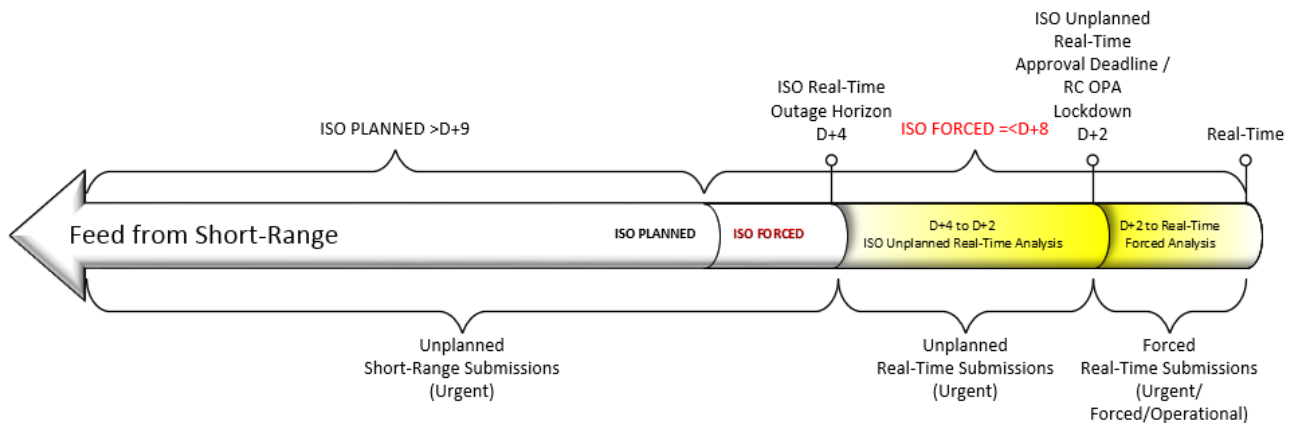 ISO Unplanned
Real-Time
Approval Deadline /
RC OPA
Lockdown
D+2
ISO Real-Time
Outage Horizon
D+4
ISO PLANNED >D+9
ISO FORCED =<D+8
Real-Time
Feed from Short-Range
ISO PLANNED
ISO FORCED
D+4 to D+2
ISO Unplanned Real-Time Analysis
D+2 to Real-Time
Forced Analysis
Unplanned
Short-Range Submissions
(Urgent)
Unplanned
Real-Time Submissions
(Urgent)
Forced
Real-Time Submissions
(Urgent/
Forced/Operational)